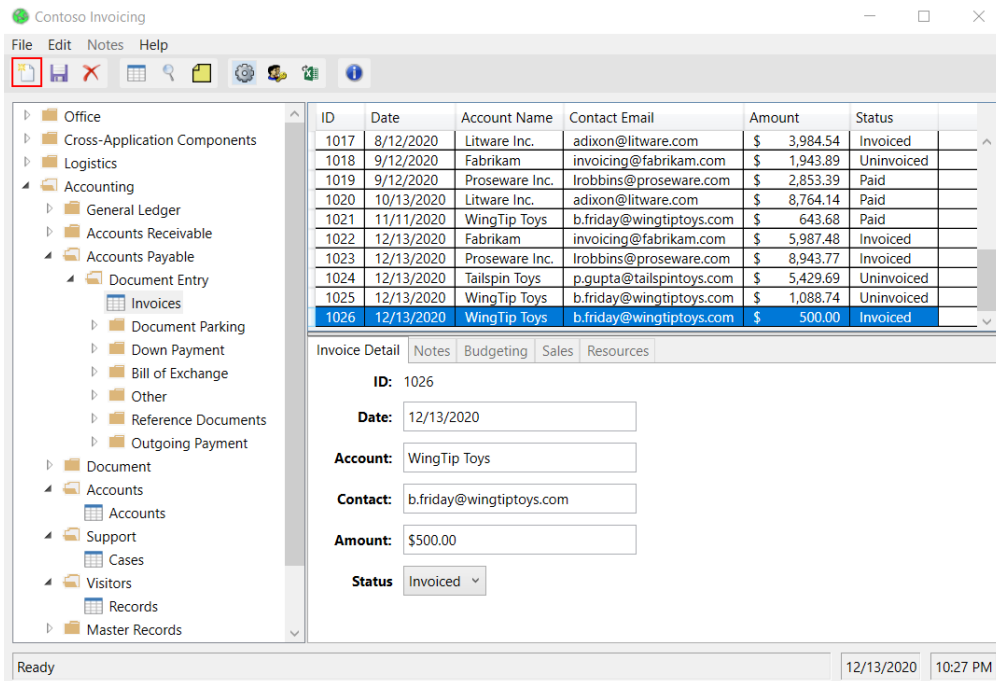 Contoso Invoicing
File Edit Notes Help
Office
Cross-Application Components
Logistics
Accounting
General Ledger
Accounts Receivable
Accounts Payable
Document Entry
Invoices
Document Parking
Down Payment
Bill of Exchange
Other
Reference Documents
Outgoing Payment
Document
Accounts
Accounts
Support
Cases
Visitors
Records
Master Records
ID Date Account Name Contact Email Amount Status
1017 8/12/2020 Litware Inc. adixon@litware.com $ 3,984.54 Invoiced
1018 9/12/2020 Fabrikam invoicing@fabrikam.com $ 1,943.89 Uninvoiced
1019 9/12/2020 Proseware Inc. lrobbins@proseware.com $ 2,853.39 Paid
1020 10/13/2020 Litware Inc. adixon@litware.com $ 8,764.14 Paid
1021 11/11/2020 WingTip Toys b.friday@wingtiptoys.com $ 643.68 Paid
1022 12/13/2020 Fabrikam invoicing@fabrikam.com $ 5,987.48 Invoiced
1023 12/13/2020 Proseware Inc. lrobbins@proseware.com $ 8,943.77 Invoiced
1024 12/13/2020 Tailspin Toys p.gupta@tailspintoys.com $ 5,429.69 Uninvoiced
1025 12/13/2020 WingTip Toys b.friday@wingtiptoys.com $ 1,088.74 Uninvoiced
1026 12/13/2020 WingTip Toys b.friday@wingtiptoys.com $ 500.00 Invoiced
Invoice Detail Notes Budgeting Sales Resources
ID: 1026
Date: 12/13/2020
Account: WingTip Toys
Contact: b.friday@wingtiptoys.com
Amount: $500.00
Status Invoiced
Ready 12/13/2020 10:27 PM